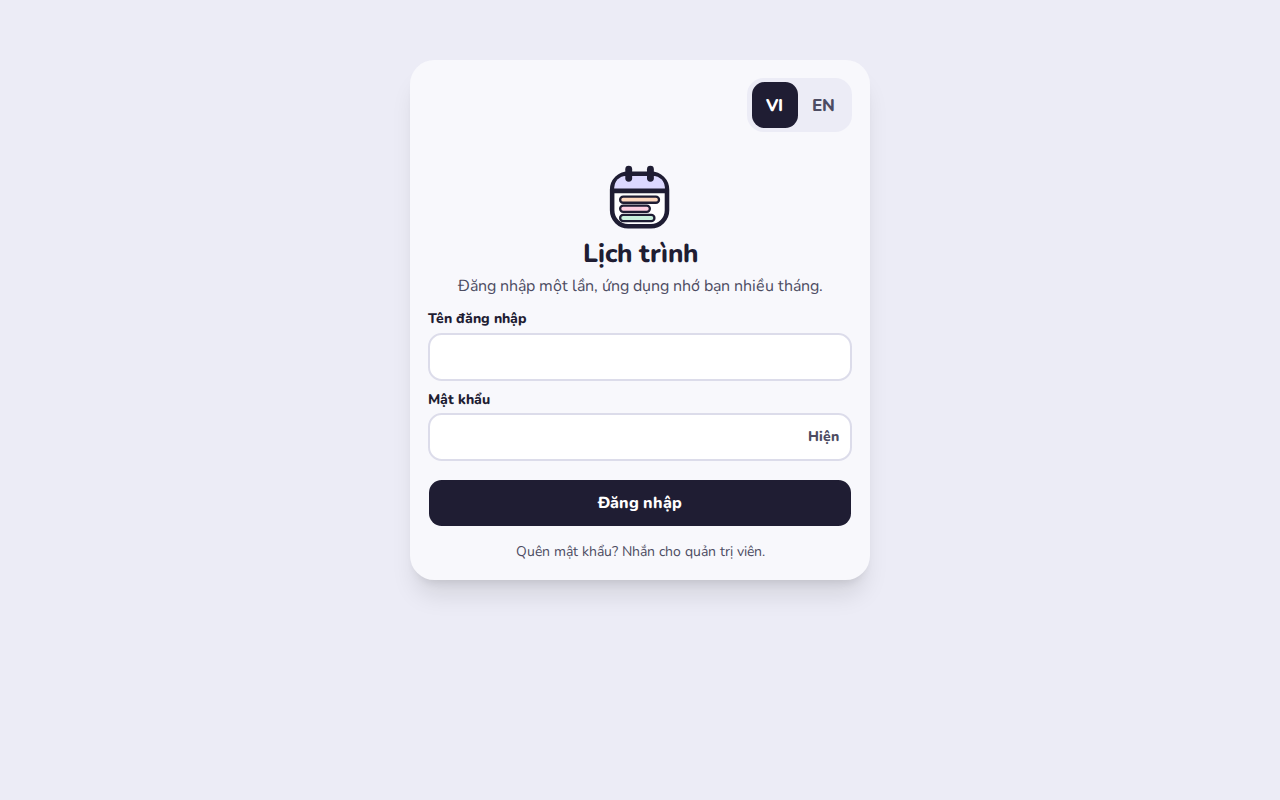 VI EN
Lịch trình
Đăng nhập một lần, ứng dụng nhớ bạn nhiều tháng.
Tên đăng nhập
Mật khẩu
Hiện
Đăng nhập
Quên mật khẩu? Nhắn cho quản trị viên.